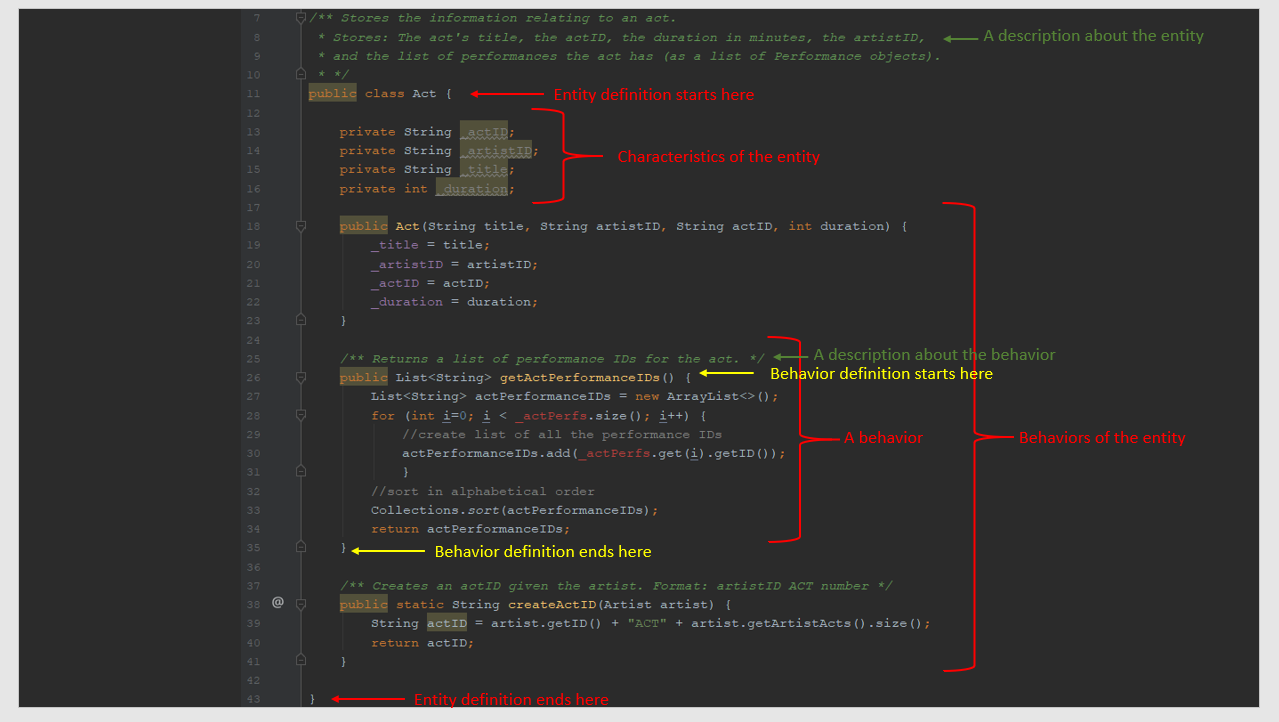 7 /** Stores the information relating to an act.
8 * Stores: The act's title, the actID, the duration in minutes, the artistID, A description about the entity
9 * and the list of performances the act has (as a list of Performance objects).
10 * */
11 public class Act { Entity definition starts here
12
13 private String _actID;
14 private String _artistID; Characteristics of the entity
15 private String _title;
16 private int _duration;
17
18 public Act(String title, String artistID, String actID, int duration) {
19 _title = title;
20 _artistID = artistID;
21 _actID = actID;
22 _duration = duration;
23 }
24
25 /** Returns a list of performance IDs for the act. */ A description about the behavior
26 public List<String> getActPerformanceIDs() { Behavior definition starts here
27 List<String> actPerformanceIDs = new ArrayList<>();
28 for (int i=0; i < _actPerfs.size(); i++) {
29 //create list of all the performance IDs A behavior Behaviors of the entity
30 actPerformanceIDs.add(_actPerfs.get(i).getID());
31 }
32 //sort in alphabetical order
33 Collections.sort(actPerformanceIDs);
34 return actPerformanceIDs;
35 } Behavior definition ends here
36
37 /** Creates an actID given the artist. Format: artistID ACT number */
38 @ public static String createActID(Artist artist) {
39 String actID = artist.getID() + "ACT" + artist.getArtistActs().size();
40 return actID;
41 }
42
43 } Entity definition ends here